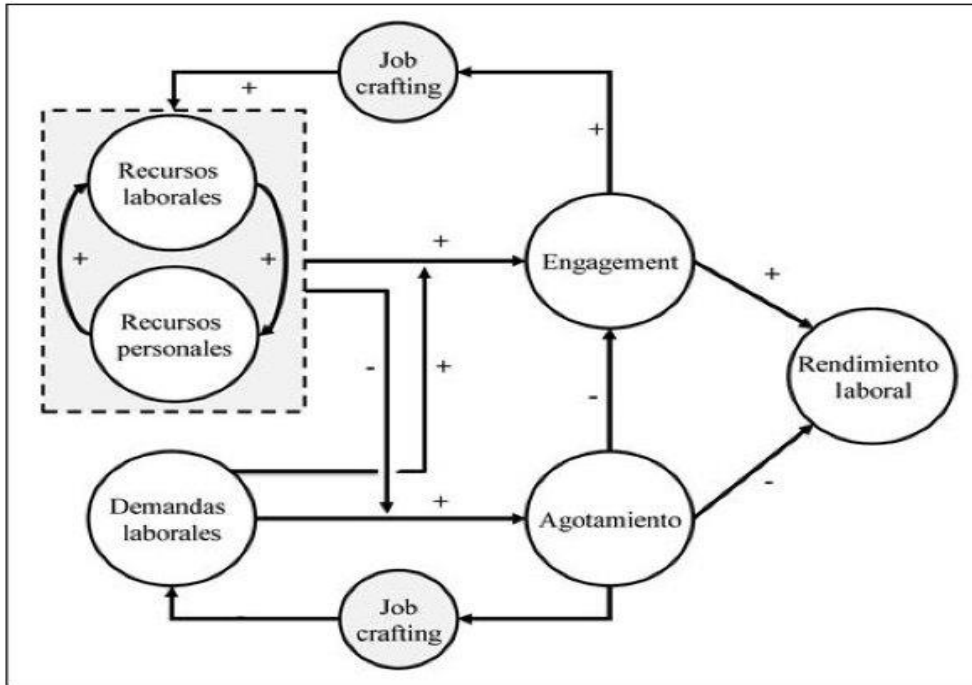 Job
crafting
+
+
Recursos
laborales
+
+
+
Engagement
+
Recursos
personales
-
+
-
Rendimiento
laboral
Demandas
laborales
+
Agotamiento
-
Job
crafting